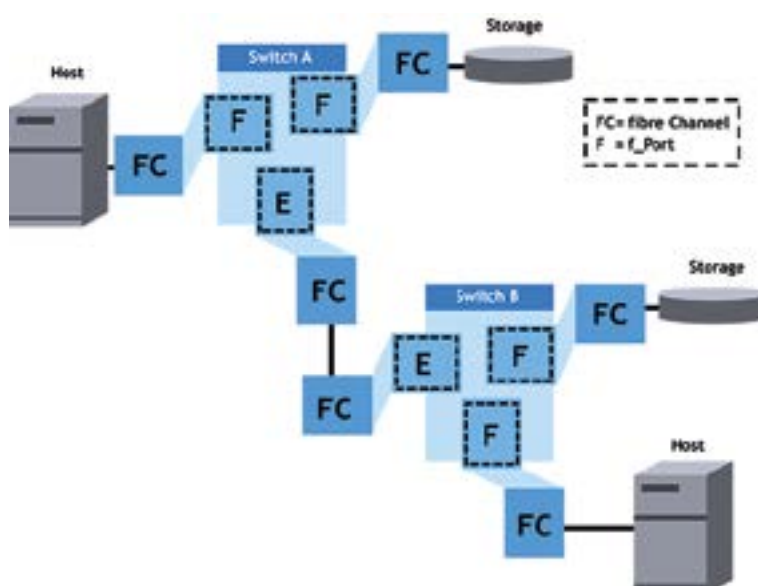 Storage
Switch A
Host
FC
F
F
FC= fibre Channel
F = f_Port
FC
E
Storage
FC
Switch B
FC
E
F
FC
F
Host
FC